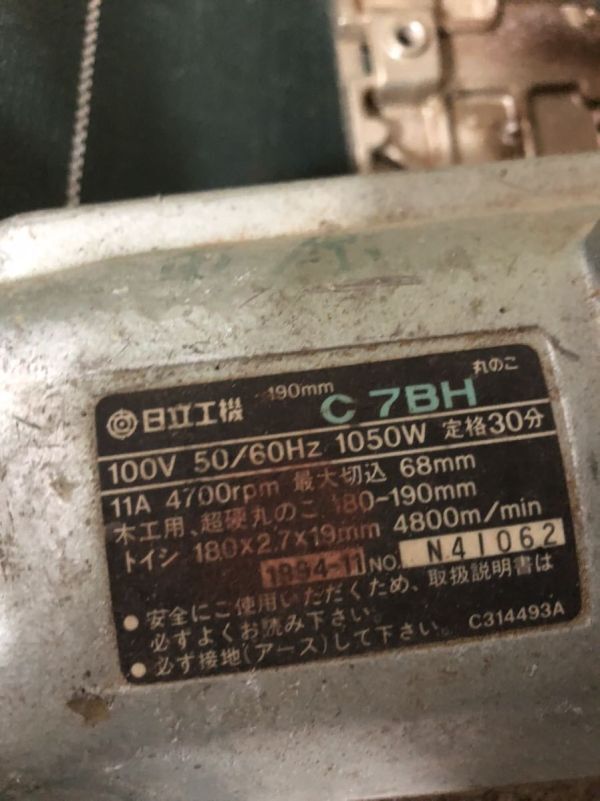 日立工機 190mm C 7BH 丸のこ
100V 50/60Hz 1050W 定格30分
11A 4700rpm 最大切込 68mm
木工用、超硬丸のこ 180-190mm
トイシ 180×2.7×19mm 4800m/min
1994-11 NO. N41062
● 安全にご使用いただくため、取扱説明書は
必ずよくお読み下さい。
● 必ず接地(アース)して下さい。 C314493A